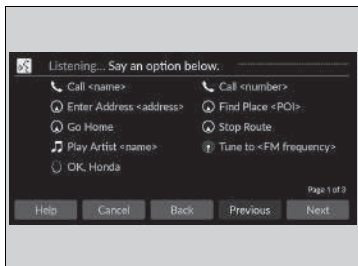 Listening... Say an option below.
Call <name> Call <number>
Enter Address <address> Find Place <POI>
Go Home Stop Route
Play Artist <name> Tune to <FM frequency>
OK, Honda
Page 1 of 3
Help Cancel Back Previous Next